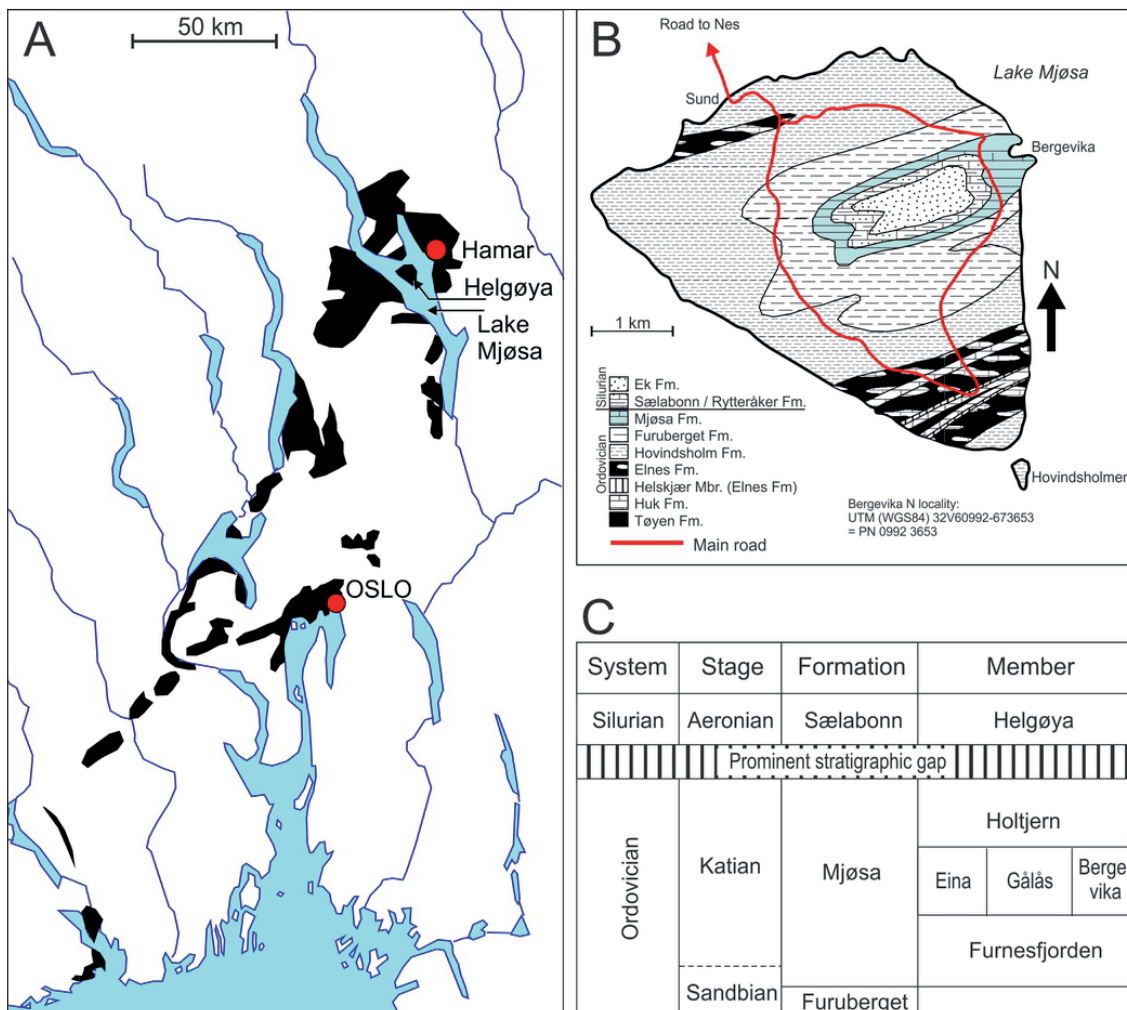 A
50 km
Hamar
Helgøya
Lake
Mjøsa
OSLO
B
Road to Nes
Lake Mjøsa
Sund
Bergevika
N
1 km
Silurian
Ek Fm.
Sælabonn / Rytteråker Fm.
Ordovician
Mjøsa Fm.
Furuberget Fm.
Hovindsholm Fm.
Elnes Fm.
Helskjær Mbr. (Elnes Fm)
Huk Fm.
Tøyen Fm.
Main road
Hovindsholmen
Bergevika N locality:
UTM (WGS84) 32V60992-673653
= PN 0992 3653
C
System Stage Formation Member
Silurian Aeronian Sælabonn Helgøya
Prominent stratigraphic gap
Ordovician
Katian
Mjøsa
Holtjern
Eina Gålås Berge
vika
Furnesfjorden
Sandbian
Furuberget